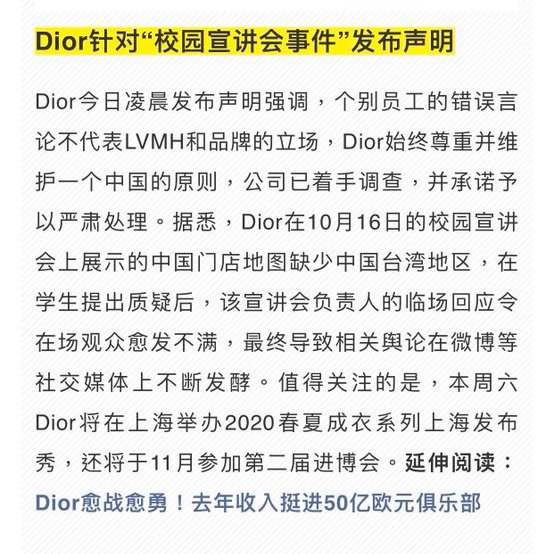 Dior针对“校园宣讲会事件”发布声明
Dior今日凌晨发布声明强调，个别员工的错误言
论不代表LVMH和品牌的立场，Dior始终尊重并维
护一个中国的原则，公司已着手调查，并承诺予
以严肃处理。据悉，Dior在10月16日的校园宣讲
会上展示的中国门店地图缺少中国台湾地区，在
学生提出质疑后，该宣讲会负责人的临场回应令
在场观众愈发不满，最终导致相关舆论在微博等
社交媒体上不断发酵。值得关注的是，本周六
Dior将在上海举办2020春夏成衣系列上海发布
秀，还将于11月参加第二届进博会。延伸阅读：
Dior愈战愈勇！去年收入挺进50亿欧元俱乐部